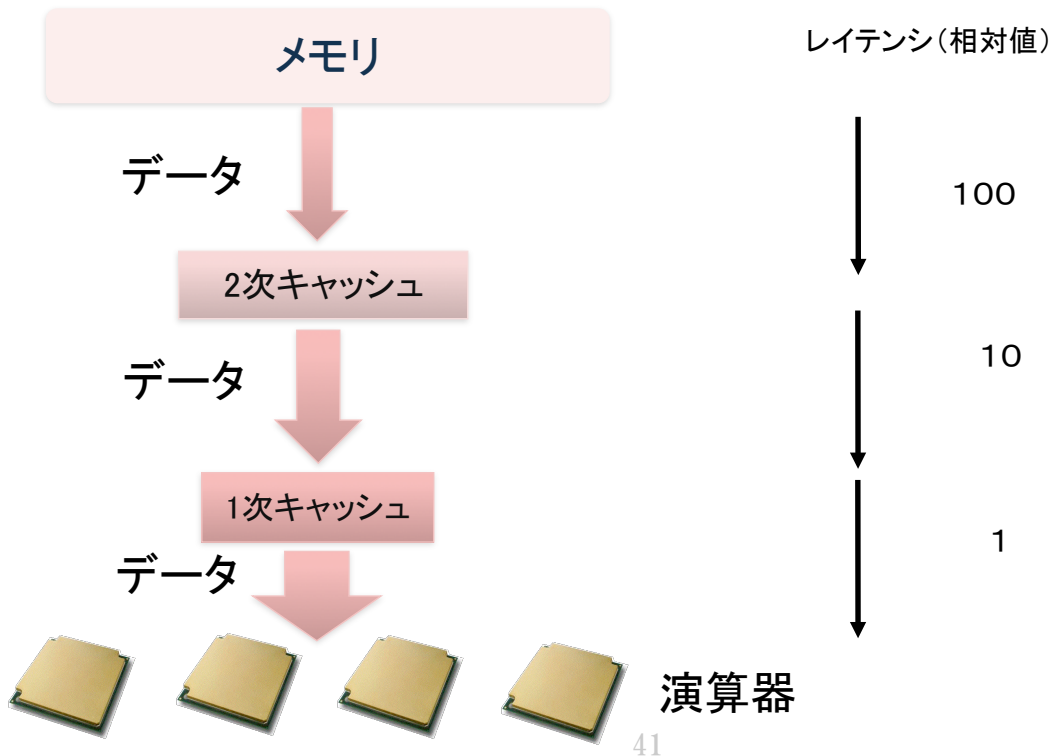 メモリ
レイテンシ(相対値)
データ
100
2次キャッシュ
データ
10
1次キャッシュ
データ
1
演算器
41